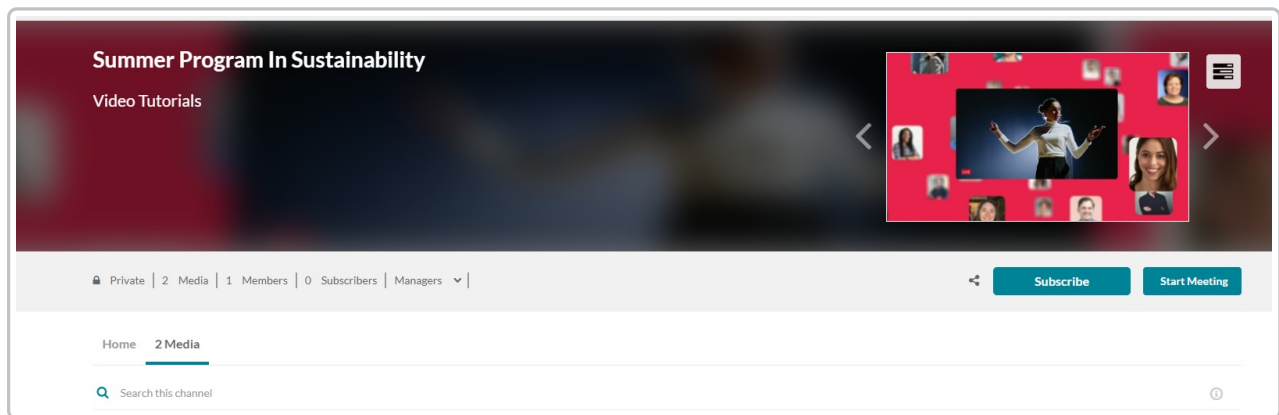 Summer Program In Sustainability
Video Tutorials
Private | 2 Media | 1 Members | 0 Subscribers | Managers |
Subscribe
Start Meeting
Home 2 Media
Search this channel